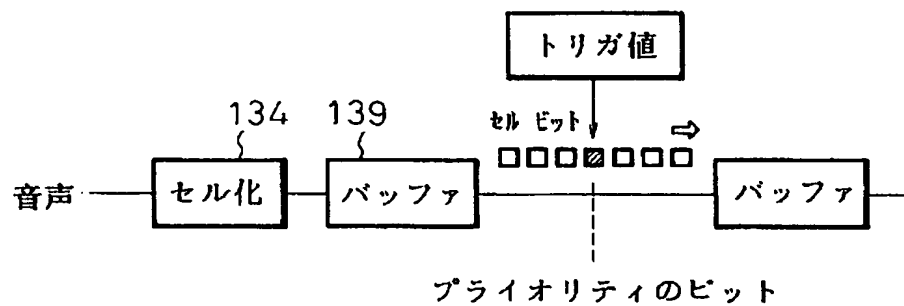 トリガ値
134
139
セル ビット
音声
セル化
バッファ
バッファ
プライオリティのビット